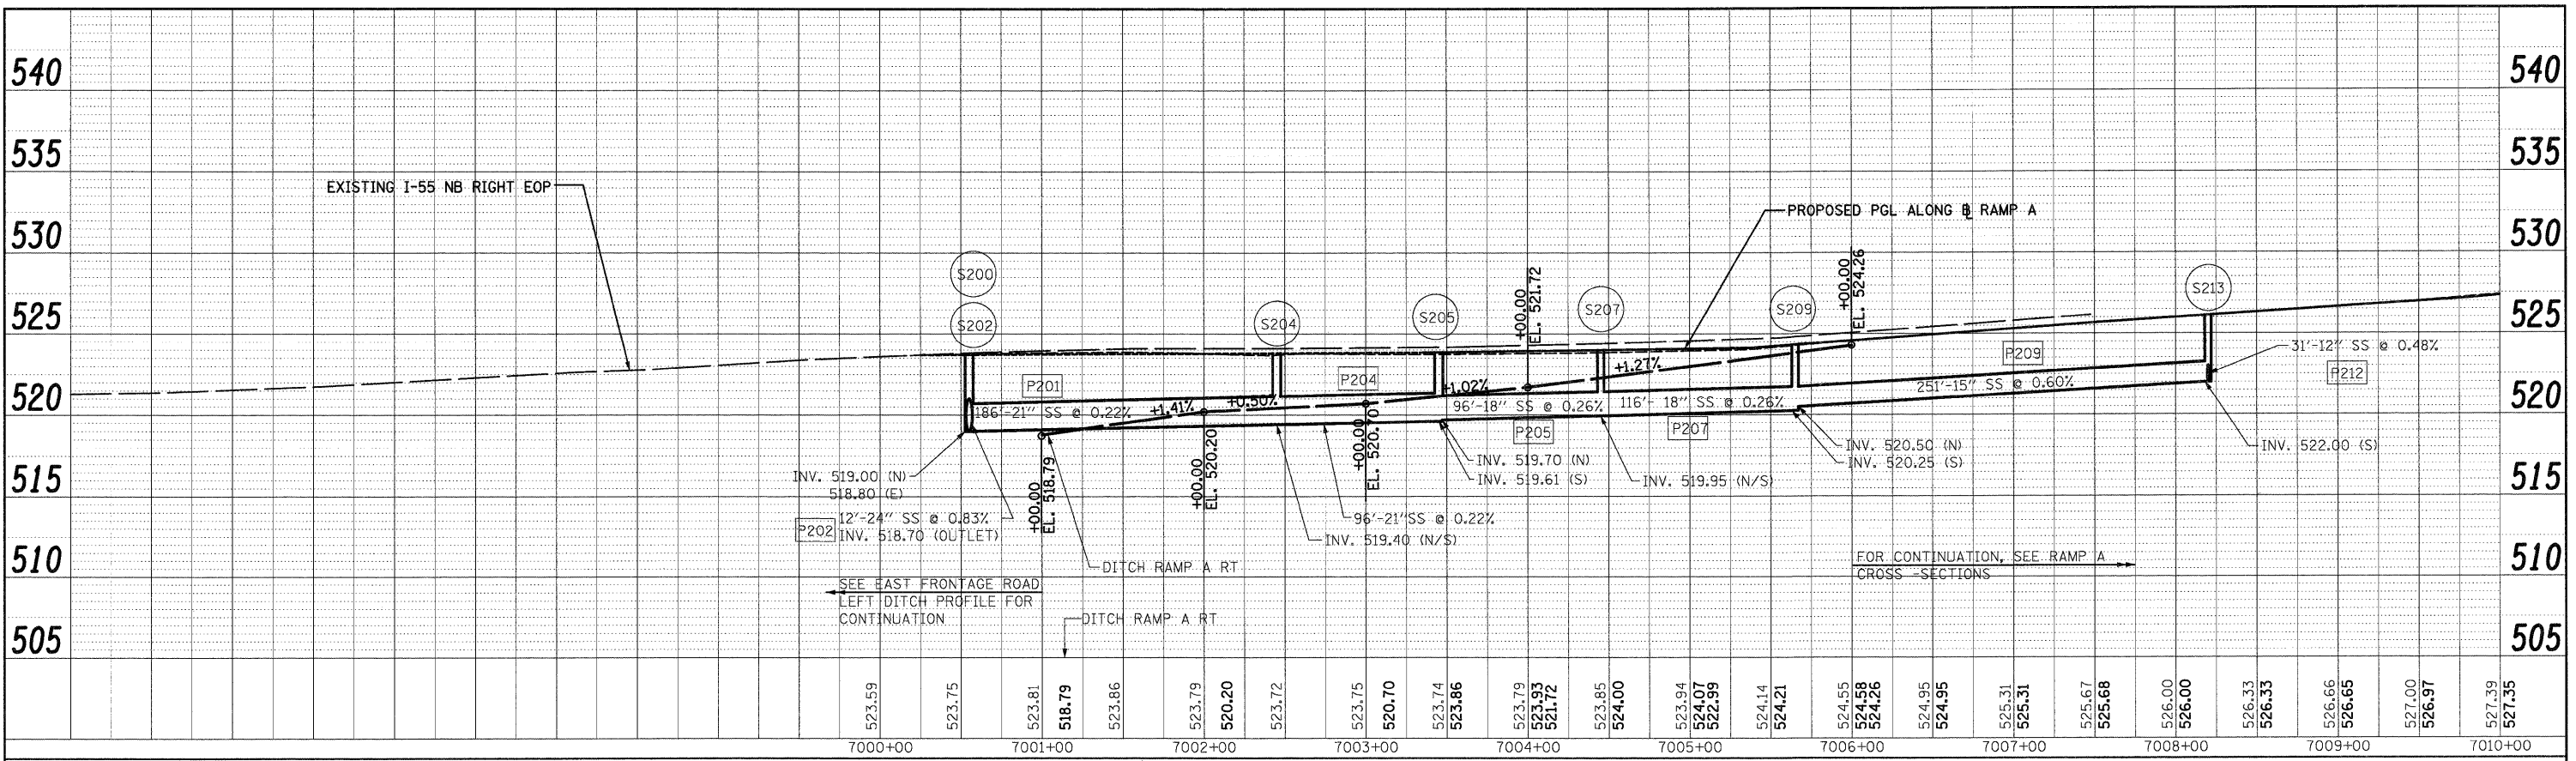 540
540
535
535
530
530
525
525
520
520
515
515
510
510
505
505
EXISTING I-55 NB RIGHT EOP
PROPOSED PGL ALONG B RAMP A
S200
S202
S204
S205
S207
S209
S213
+00.00
EL. 521.72
+00.00
EL. 524.26
P201
186'-21" SS @ 0.22%
+1.41%
+0.50%
P204
+1.02%
96'-18" SS @ 0.26%
P205
+1.27%
116'- 18" SS @ 0.26%
P207
P209
251'-15" SS @ 0.60%
31'-12" SS @ 0.48%
P212
INV. 519.00 (N)
518.80 (E)
P202
12'-24" SS @ 0.83%
INV. 518.70 (OUTLET)
+00.00
EL. 518.79
+00.00
EL. 520.20
+00.00
EL. 520.70
INV. 519.70 (N)
INV. 519.61 (S)
INV. 519.95 (N/S)
INV. 520.50 (N)
INV. 520.25 (S)
INV. 522.00 (S)
96'-21"SS @ 0.22%
INV. 519.40 (N/S)
DITCH RAMP A RT
SEE EAST FRONTAGE ROAD
LEFT DITCH PROFILE FOR
CONTINUATION
DITCH RAMP A RT
FOR CONTINUATION, SEE RAMP A
CROSS -SECTIONS
523.59
523.75
523.81
518.79
523.86
523.79
520.20
523.72
523.75
520.70
523.74
523.86
523.79
523.93
521.72
523.85
524.00
523.94
524.07
522.99
524.14
524.21
524.55
524.58
524.26
524.95
524.95
525.31
525.31
525.67
525.68
526.00
526.00
526.33
526.33
526.66
526.65
527.00
526.97
527.39
527.35
7000+00
7001+00
7002+00
7003+00
7004+00
7005+00
7006+00
7007+00
7008+00
7009+00
7010+00